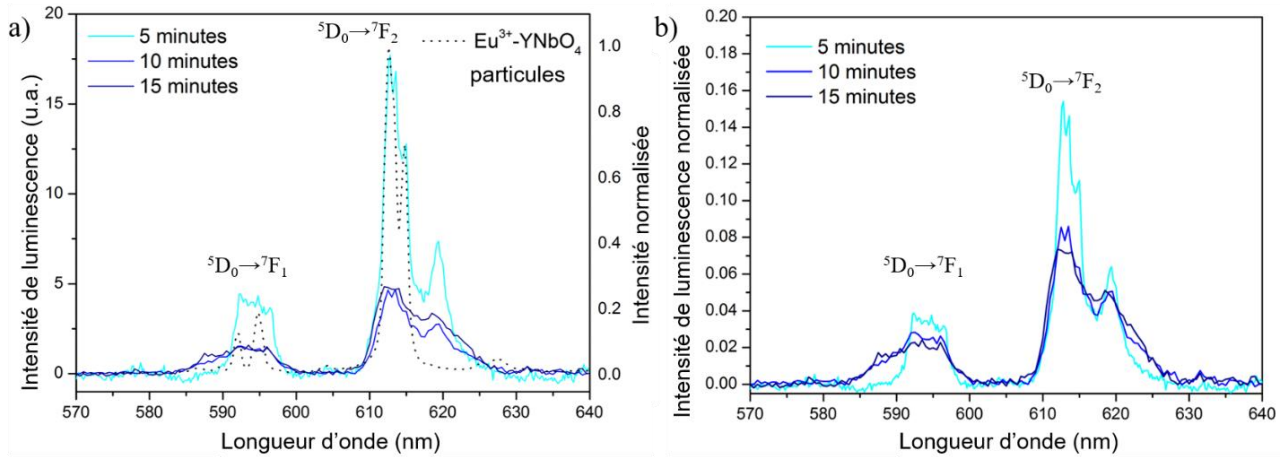 a)
20
15
10
5
0
Intensité de luminescence (u.a.)
5 minutes
10 minutes
15 minutes
⁵D₀→⁷F₂
Eu³⁺-YNbO₄
particules
⁵D₀→⁷F₁
1.0
0.8
0.6
0.4
0.2
0.0
Intensité normalisée
570 580 590 600 610 620 630 640
Longueur d'onde (nm)
b)
0.20
0.18
0.16
0.14
0.12
0.10
0.08
0.06
0.04
0.02
0.00
Intensité de luminescence normalisée
5 minutes
10 minutes
15 minutes
⁵D₀→⁷F₂
⁵D₀→⁷F₁
570 580 590 600 610 620 630 640
Longueur d'onde (nm)